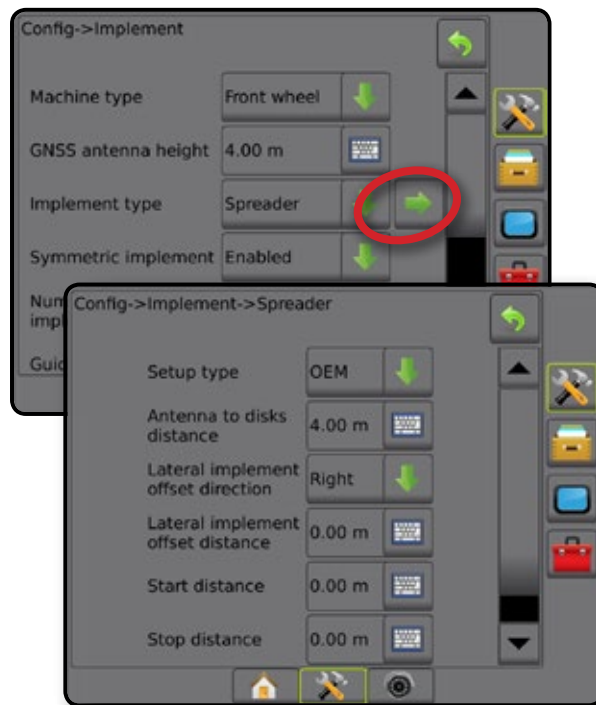 Config->Implement
Machine type Front wheel
GNSS antenna height 4.00 m
Implement type Spreader
Symmetric implement Enabled
Config->Implement->Spreader
Setup type OEM
Antenna to disks
distance 4.00 m
Lateral implement
offset direction Right
Lateral implement
offset distance 0.00 m
Start distance 0.00 m
Stop distance 0.00 m